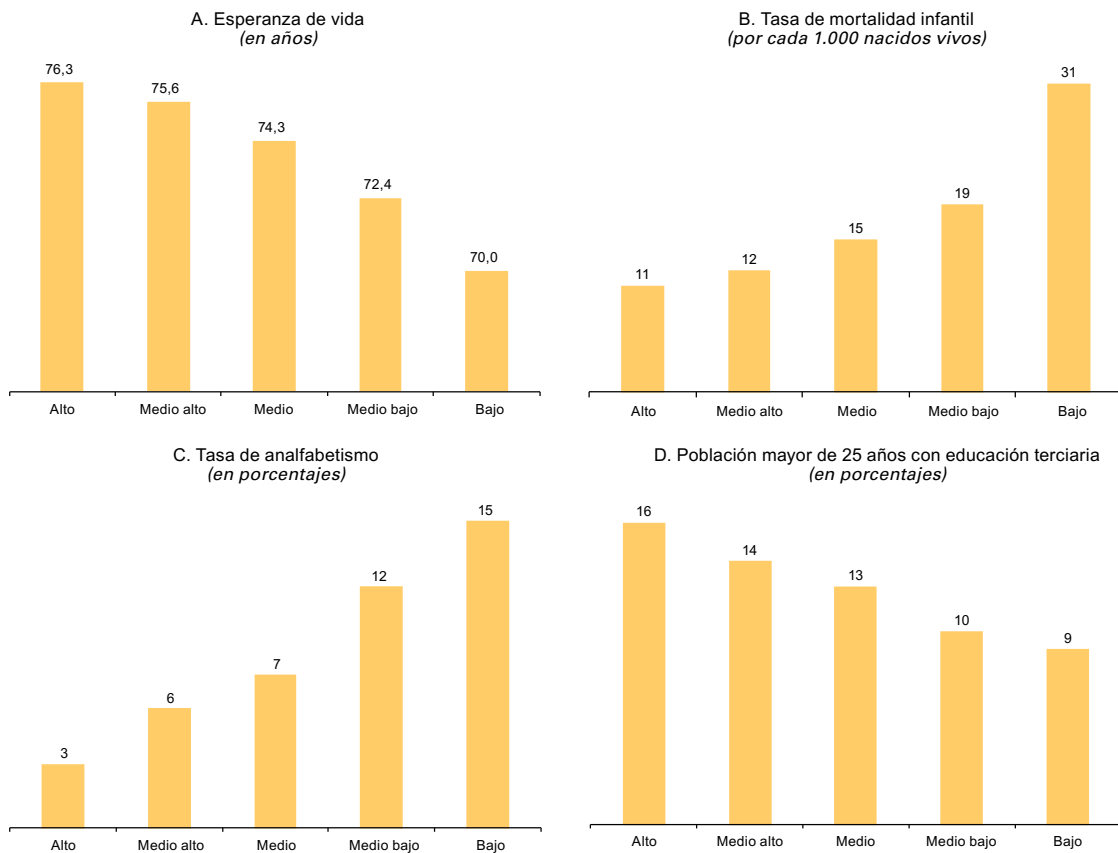 A. Esperanza de vida
(en años)
76,3
75,6
74,3
72,4
70,0
Alto
Medio alto
Medio
Medio bajo
Bajo
B. Tasa de mortalidad infantil
(por cada 1.000 nacidos vivos)
11
12
15
19
31
Alto
Medio alto
Medio
Medio bajo
Bajo
C. Tasa de analfabetismo
(en porcentajes)
3
6
7
12
15
Alto
Medio alto
Medio
Medio bajo
Bajo
D. Población mayor de 25 años con educación terciaria
(en porcentajes)
16
14
13
10
9
Alto
Medio alto
Medio
Medio bajo
Bajo